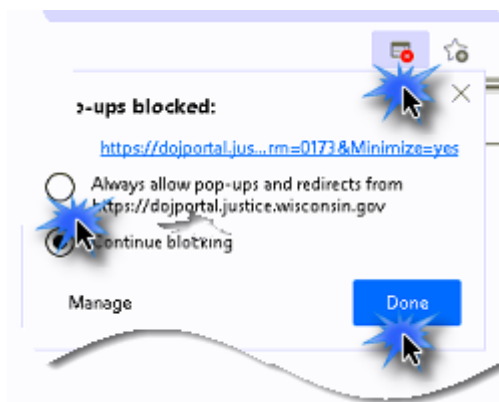 p-ups blocked:
https://dojportal.jus...rm=0173&Minimize=yes
Always allow pop-ups and redirects from
https://dojportal.justice.wisconsin.gov
Continue blocking
Manage
Done